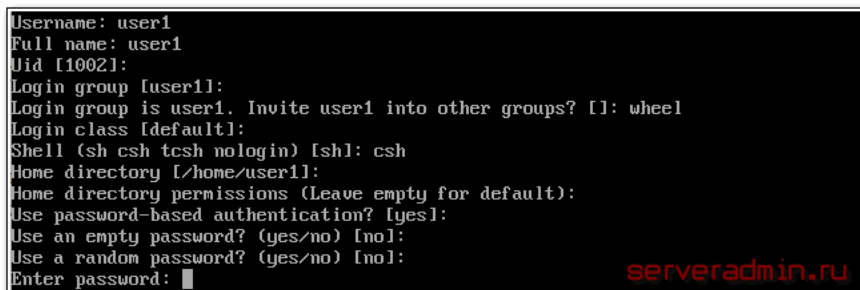 Username: user1
Full name: user1
Uid [1002]:
Login group [user1]:
Login group is user1. Invite user1 into other groups? []: wheel
Login class [default]:
Shell (sh csh tcsh nologin) [sh]: csh
Home directory [/home/user1]:
Home directory permissions (Leave empty for default):
Use password-based authentication? [yes]:
Use an empty password? (yes/no) [no]:
Use a random password? (yes/no) [no]:
Enter password:
serveradmin.ru